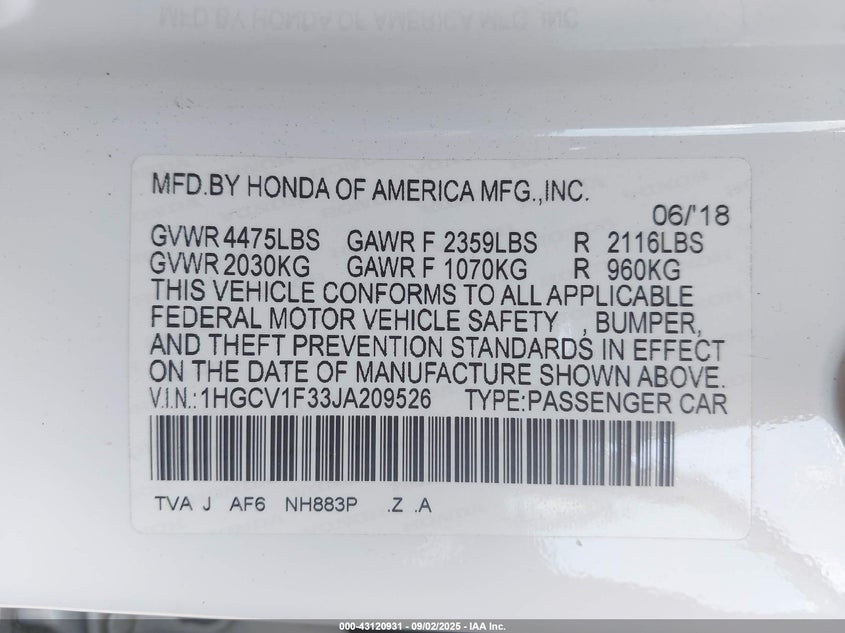 MFD.BY HONDA OF AMERICA MFG.,INC.
06/'18
GVWR 4475LBS GAWR F 2359LBS R 2116LBS
GVWR 2030KG GAWR F 1070KG R 960KG
THIS VEHICLE CONFORMS TO ALL APPLICABLE
FEDERAL MOTOR VEHICLE SAFETY , BUMPER,
AND THEFT PREVENTION STANDARDS IN EFFECT
ON THE DATE OF MANUFACTURE SHOWN ABOVE.
V.I.N.:1HGCV1F33JA209526 TYPE:PASSENGER CAR
TVA J AF6 NH883P .Z .A
000-43120931 - 09/02/2025 - IAA Inc.